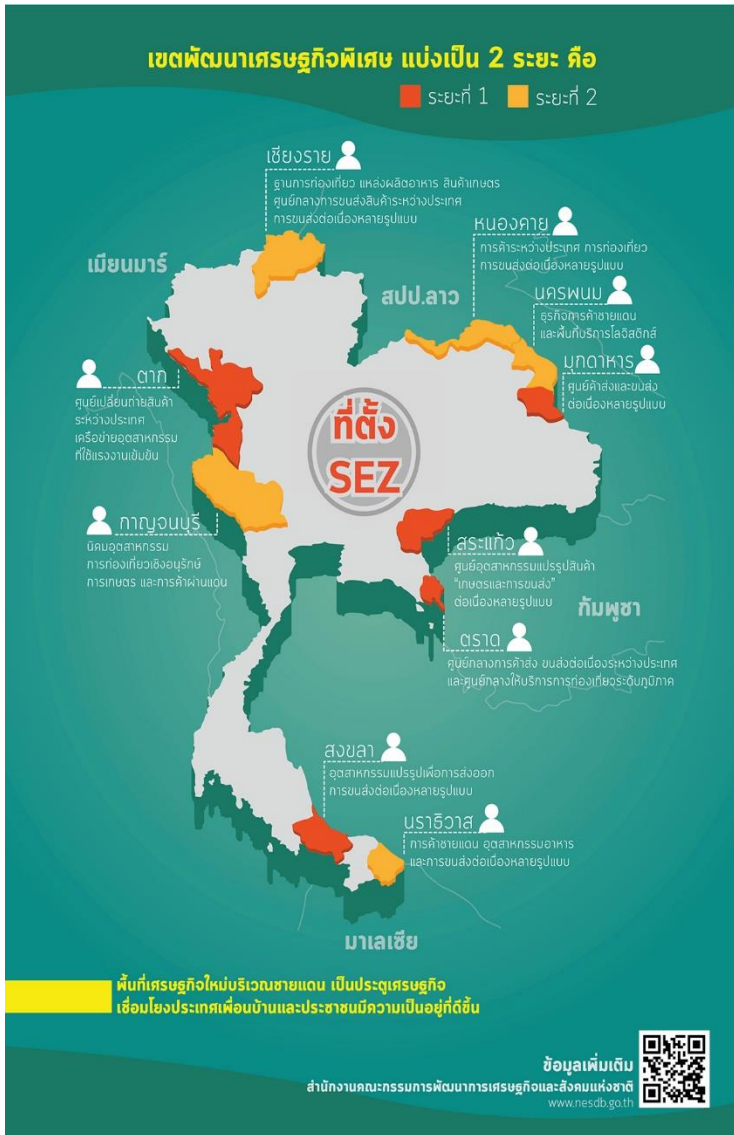 เขตพัฒนาเศรษฐกิจพิเศษ แบ่งเป็น 2 ระยะ คือ
ระยะที่ 1 ระยะที่ 2
เชียงราย
ฐานการท่องเที่ยว แหล่งผลิตอาหาร สินค้าเกษตร
ศูนย์กลางการขนส่งสินค้าระหว่างประเทศ
การขนส่งต่อเนื่องหลายรูปแบบ
หนองคาย
การค้าระหว่างประเทศ การท่องเที่ยว
การขนส่งต่อเนื่องหลายรูปแบบ
เมียนมาร์
สปป.ลาว
นครพนม
ธุรกิจการค้าชายแดน
และพื้นที่บริการโลจิสติกส์
มุกดาหาร
ศูนย์ค้าส่งและขนส่ง
ต่อเนื่องหลายรูปแบบ
ตาก
ศูนย์เปลี่ยนถ่ายสินค้า
ระหว่างประเทศ
เครือข่ายอุตสาหกรรม
ที่ใช้แรงงานเข้มข้น
ที่ตั้ง
SEZ
กาญจนบุรี
นิคมอุตสาหกรรม
การท่องเที่ยวเชิงอนุรักษ์
การเกษตร และการค้าผ่านแดน
สระแก้ว
ศูนย์อุตสาหกรรมแปรรูปสินค้า
"เกษตรและการขนส่ง"
ต่อเนื่องหลายรูปแบบ
กัมพูชา
ตราด
ศูนย์กลางการค้าส่ง ขนส่งต่อเนื่องระหว่างประเทศ
และศูนย์กลางให้บริการการท่องเที่ยวระดับภูมิภาค
สงขลา
อุตสาหกรรมแปรรูปเพื่อการส่งออก
การขนส่งต่อเนื่องหลายรูปแบบ
นราธิวาส
การค้าชายแดน อุตสาหกรรมอาหาร
และการขนส่งต่อเนื่องหลายรูปแบบ
มาเลเซีย
พื้นที่เศรษฐกิจใหม่บริเวณชายแดน เป็นประตูเศรษฐกิจ
เชื่อมโยงประเทศเพื่อนบ้านและประชาชนมีความเป็นอยู่ที่ดีขึ้น
ข้อมูลเพิ่มเติม
สำนักงานคณะกรรมการพัฒนาการเศรษฐกิจและสังคมแห่งชาติ
www.nesdb.go.th